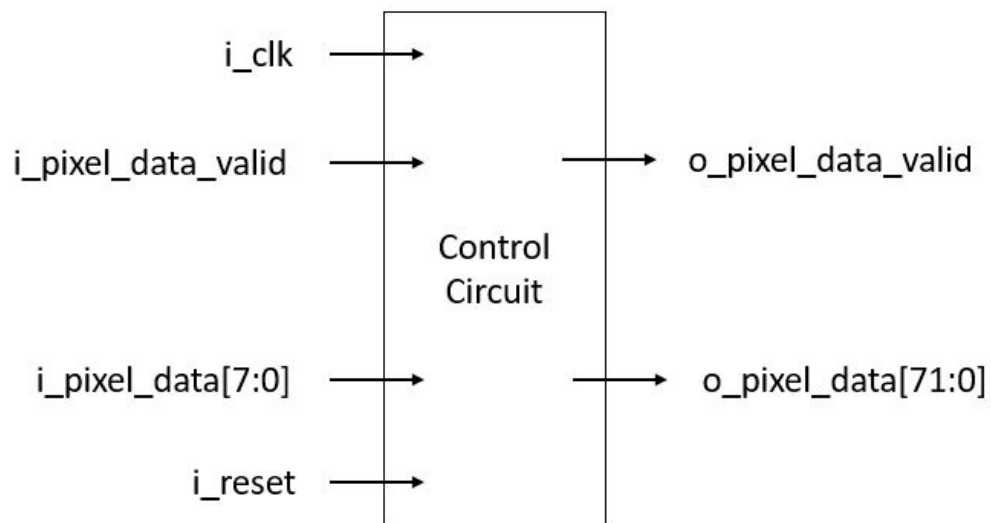 i_clk
i_pixel_data_valid
o_pixel_data_valid
Control
Circuit
i_pixel_data[7:0]
o_pixel_data[71:0]
i_reset